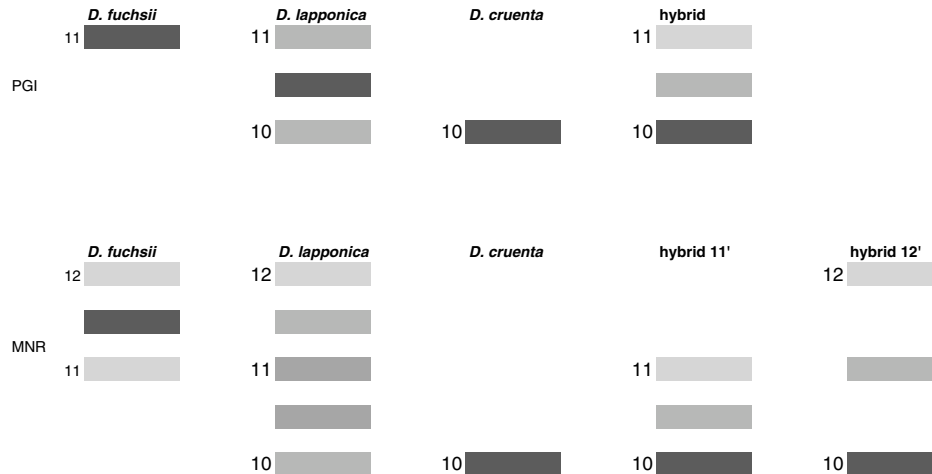 D. fuchsii D. lapponica D. cruenta hybrid
11 11 11
PGI
10 10 10
D. fuchsii D. lapponica D. cruenta hybrid 11' hybrid 12'
12 12 12
MNR
11 11 11
10 10 10 10